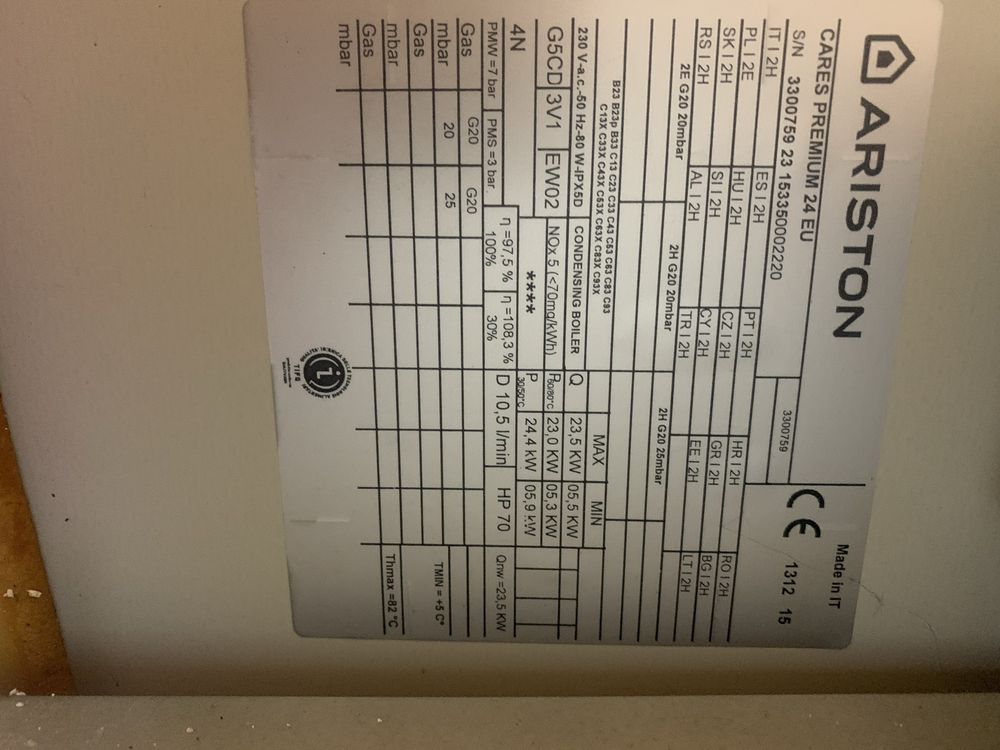 ARISTON
Made in IT
CARES PREMIUM 24 EU
CE 1312 15
S/N 3300759 23 153350002220
3300759
IT I 2H ES I 2H PT I 2H HR I 2H RO I 2H
PL I 2E HU I 2H CZ I 2H GR I 2H BG I 2H
SK I 2H SI I 2H CY I 2H EE I 2H LT I 2H
RS I 2H AL I 2H TR I 2H
2E G20 20mbar 2H G20 20mbar 2H G20 25mbar
B23 B23p B33 C13 C23 C33 C43 C53 C63 C83 C93
C13X C33X C43X C53X C63X C83X C93X
MAX MIN
230 V-a.c.-50 Hz-80 W-IPX5D CONDENSING BOILER Q 23,5 KW 05,5 KW
G5CD 3V1 EW02 NOx 5 (<70mg/kWh) P60/80°C 23,0 KW 05,3 KW
4N **** P 30/50°C 24,4 kW 05,9 kW
PMW =7 bar PMS =3 bar η =97,5 % 100% η =108,3 % 30% D 10,5 l/min HP 70 Qnw =23,5 KW
Gas G20 G20
mbar 20 25 TMIN = +5 C°
Gas
mbar Thmax =82 °C
Gas
mbar
TIFQ